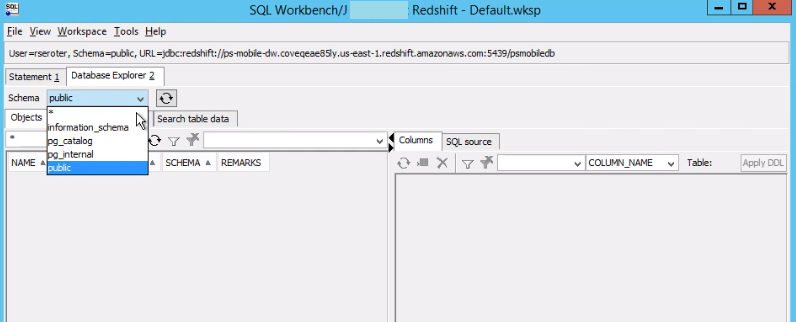 SQL
SQL Workbench/J : Redshift - Default.wksp
File View Workspace Tools Help
User=rseroter, Schema=public, URL=jdbc:redshift://ps-mobile-dw.coveqeae85ly.us-east-1.redshift.amazonaws.com:5439/psmobiledb
Statement 1 Database Explorer 2
Schema public
*
information_schema
pg_catalog
pg_internal
public
Objects Search table data
*
NAME SCHEMA REMARKS
Columns SQL source
COLUMN_NAME Table: Apply DDL